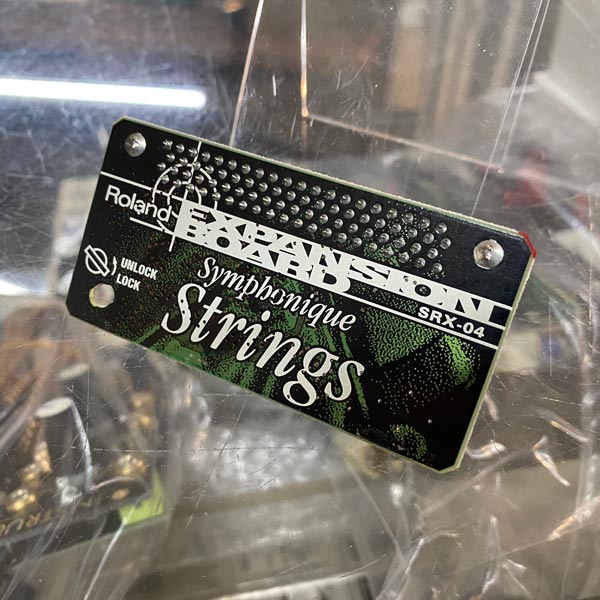 Roland
EXPANSION
BOARD
SRX-04
UNLOCK
LOCK
Symphonique
Strings